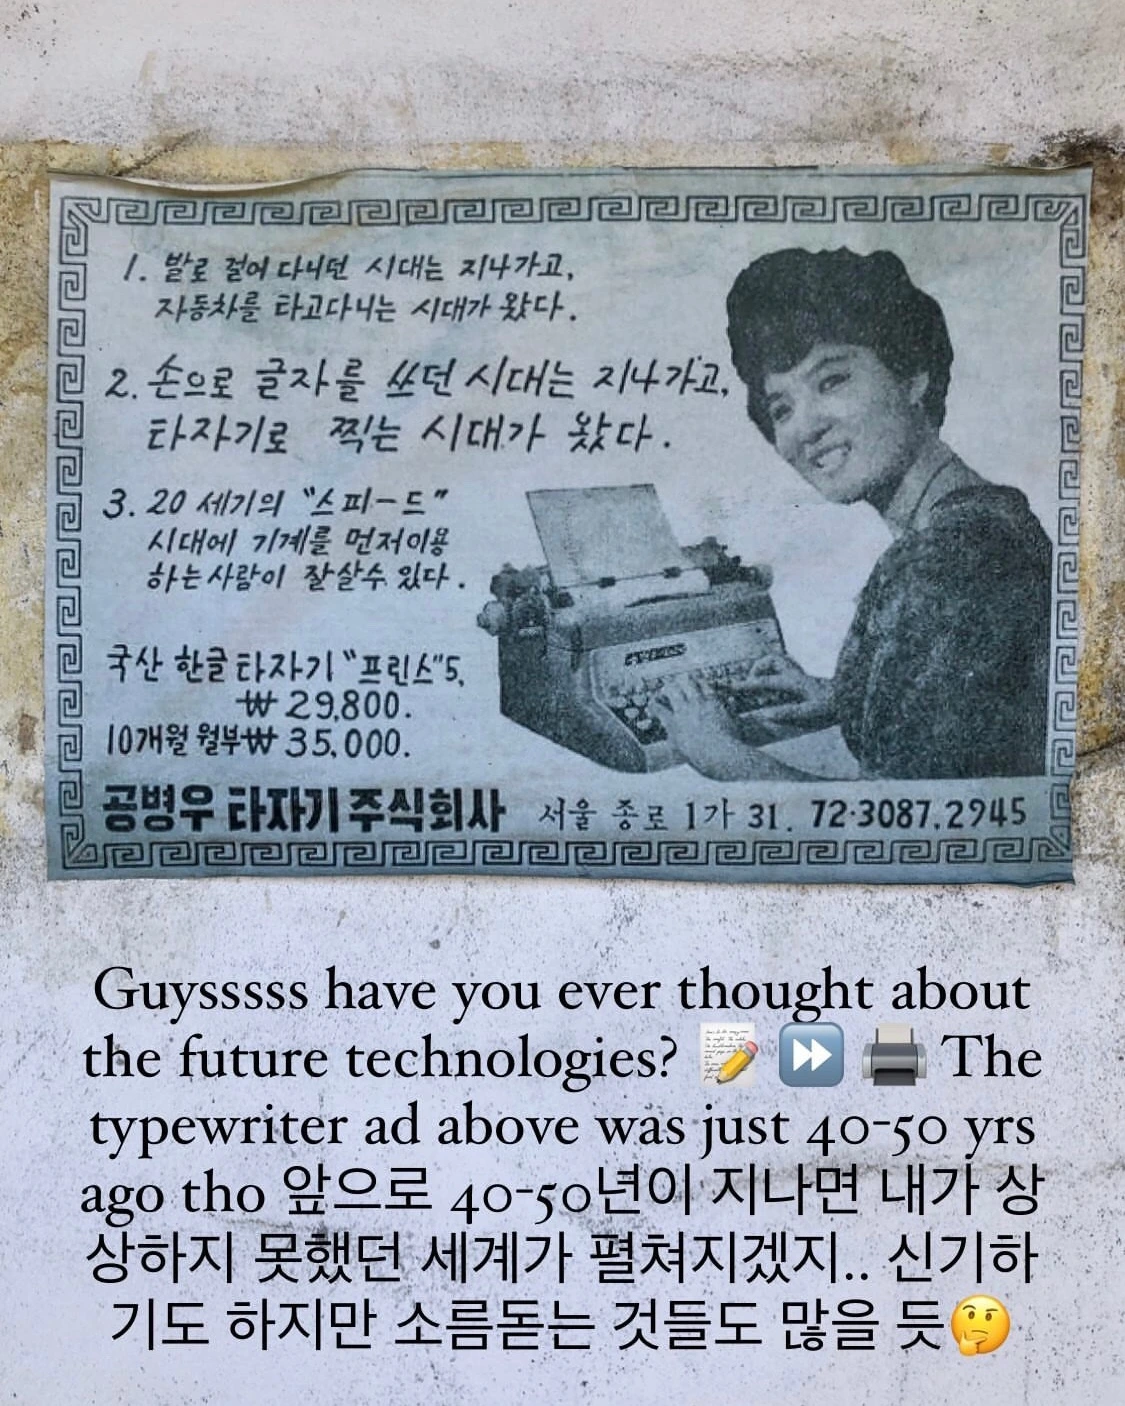 1. 발로 걸어 다니던 시대는 지나가고,
자동차를 타고다니는 시대가 왔다.
2. 손으로 글자를 쓰던 시대는 지나가고,
타자기로 찍는 시대가 왔다.
3. 20 세기의 "스피ー드"
시대에 기계를 먼저이용
하는사람이 잘살수 있다.
국산 한글타자기 "프린스"5,
₩ 29,800.
10개월 월부₩ 35,000.
공병우 타자기 주식회사 서울 종로 1가 31. 72·3087.2945
Guysssss have you ever thought about
the future technologies? 📝 ⏩ 🖨️ The
typewriter ad above was just 40-50 yrs
ago tho 앞으로 40-50년이 지나면 내가 상
상하지 못했던 세계가 펼쳐지겠지.. 신기하
기도 하지만 소름돋는 것들도 많을 듯🤔